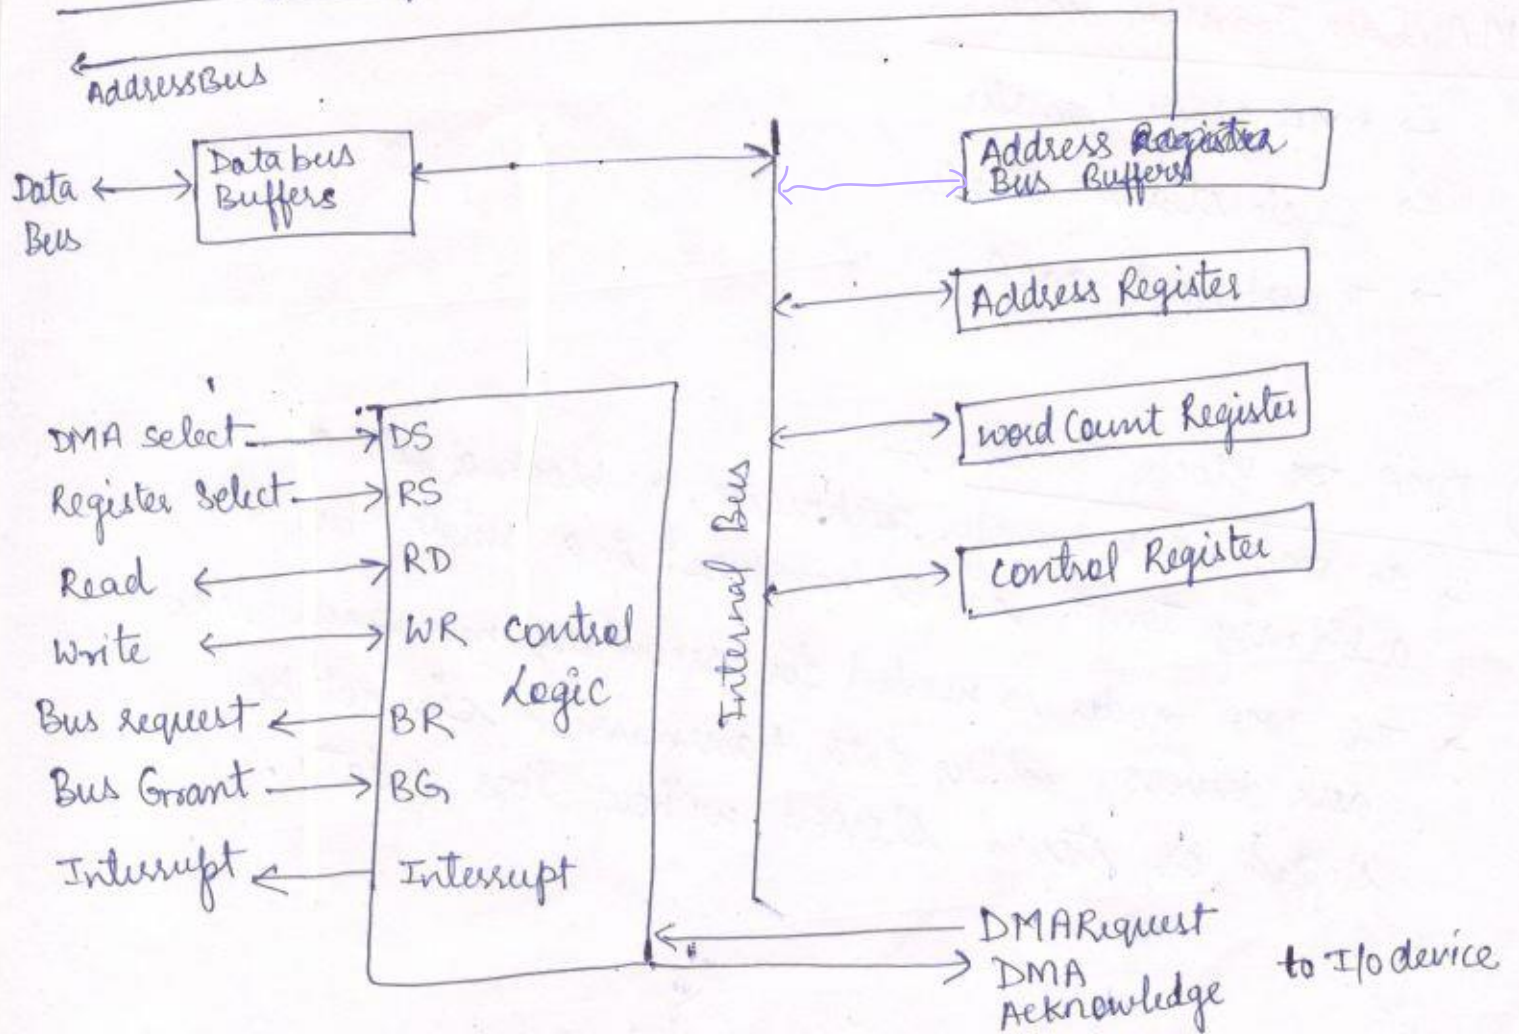 AddressBus
Data bus
Buffers
Data
Bus
Address
Bus Buffers
Address Register
Word Count Register
Control Register
Internal Bus
DMA Select
Register Select
Read
Write
Bus request
Bus Grant
Interrupt
DS
RS
RD
WR
BR
BG
Interrupt
Control
Logic
DMA Request
DMA
Acknowledge
to I/O device